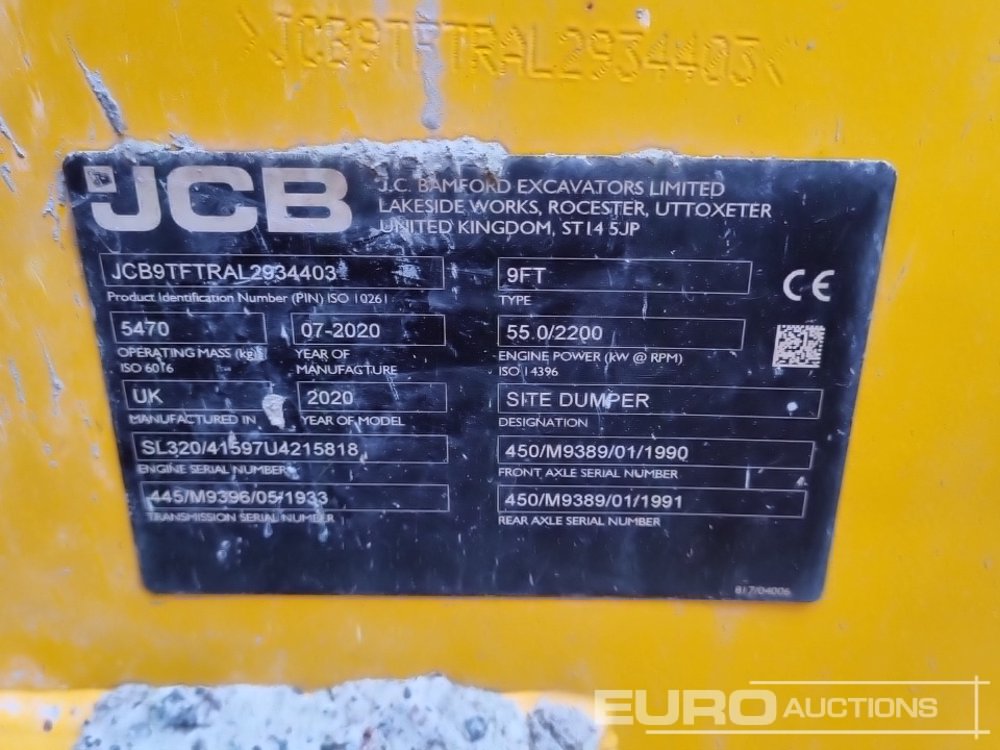 >JCB9TFTRAL2934403<
JCB
J.C. BAMFORD EXCAVATORS LIMITED
LAKESIDE WORKS, ROCESTER, UTTOXETER
UNITED KINGDOM, ST14 5JP
JCB9TFTRAL2934403
Product Identification Number (PIN) ISO 10261
9FT
TYPE
CE
5470
OPERATING MASS (kg)
ISO 6016
07-2020
YEAR OF
MANUFACTURE
55.0/2200
ENGINE POWER (kW @ RPM)
ISO 14396
UK
MANUFACTURED IN
2020
YEAR OF MODEL
SITE DUMPER
DESIGNATION
SL320/41597U4215818
ENGINE SERIAL NUMBER
450/M9389/01/1990
FRONT AXLE SERIAL NUMBER
445/M9396/05/1933
TRANSMISSION SERIAL NUMBER
450/M9389/01/1991
REAR AXLE SERIAL NUMBER
817/04006
EURO AUCTIONS